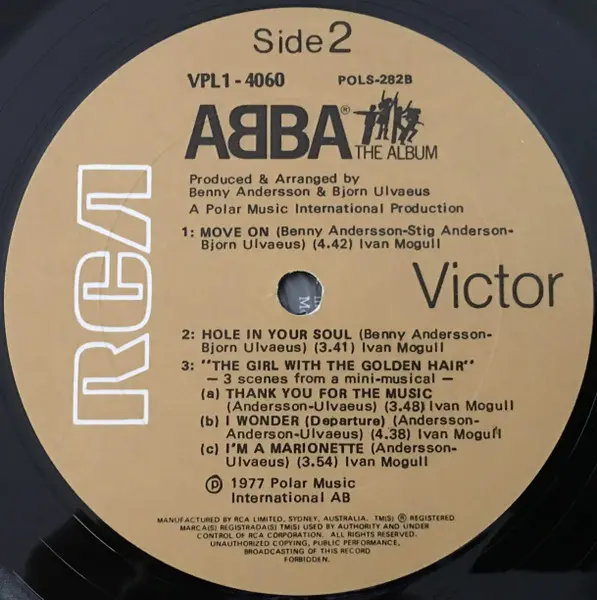 Side 2
VPL1-4060 POLS-282B
ABBA®
THE ALBUM
Produced & Arranged by
Benny Andersson & Bjorn Ulvaeus
A Polar Music International Production
1: MOVE ON (Benny Andersson-Stig Anderson-
Bjorn Ulvaeus) (4.42) Ivan Mogull
RCA
Victor
2: HOLE IN YOUR SOUL (Benny Andersson-
Bjorn Ulvaeus) (3.41) Ivan Mogull
3: "THE GIRL WITH THE GOLDEN HAIR"
— 3 scenes from a mini-musical —
(a) THANK YOU FOR THE MUSIC
(Andersson-Ulvaeus) (3.48) Ivan Mogull
(b) I WONDER (Departure) (Andersson-
Anderson-Ulvaeus) (4.38) Ivan Mogull
(c) I'M A MARIONETTE (Andersson-
Ulvaeus) (3.54) Ivan Mogull
Ⓟ 1977 Polar Music
International AB
MANUFACTURED BY RCA LIMITED, SYDNEY, AUSTRALIA. TM(S) ® REGISTERED
MARCA(S) REGISTRADA(S) TM(S) USED BY AUTHORITY AND UNDER
CONTROL OF RCA CORPORATION. ALL RIGHTS RESERVED.
UNAUTHORIZED COPYING, PUBLIC PERFORMANCE,
BROADCASTING OF THIS RECORD
FORBIDDEN.